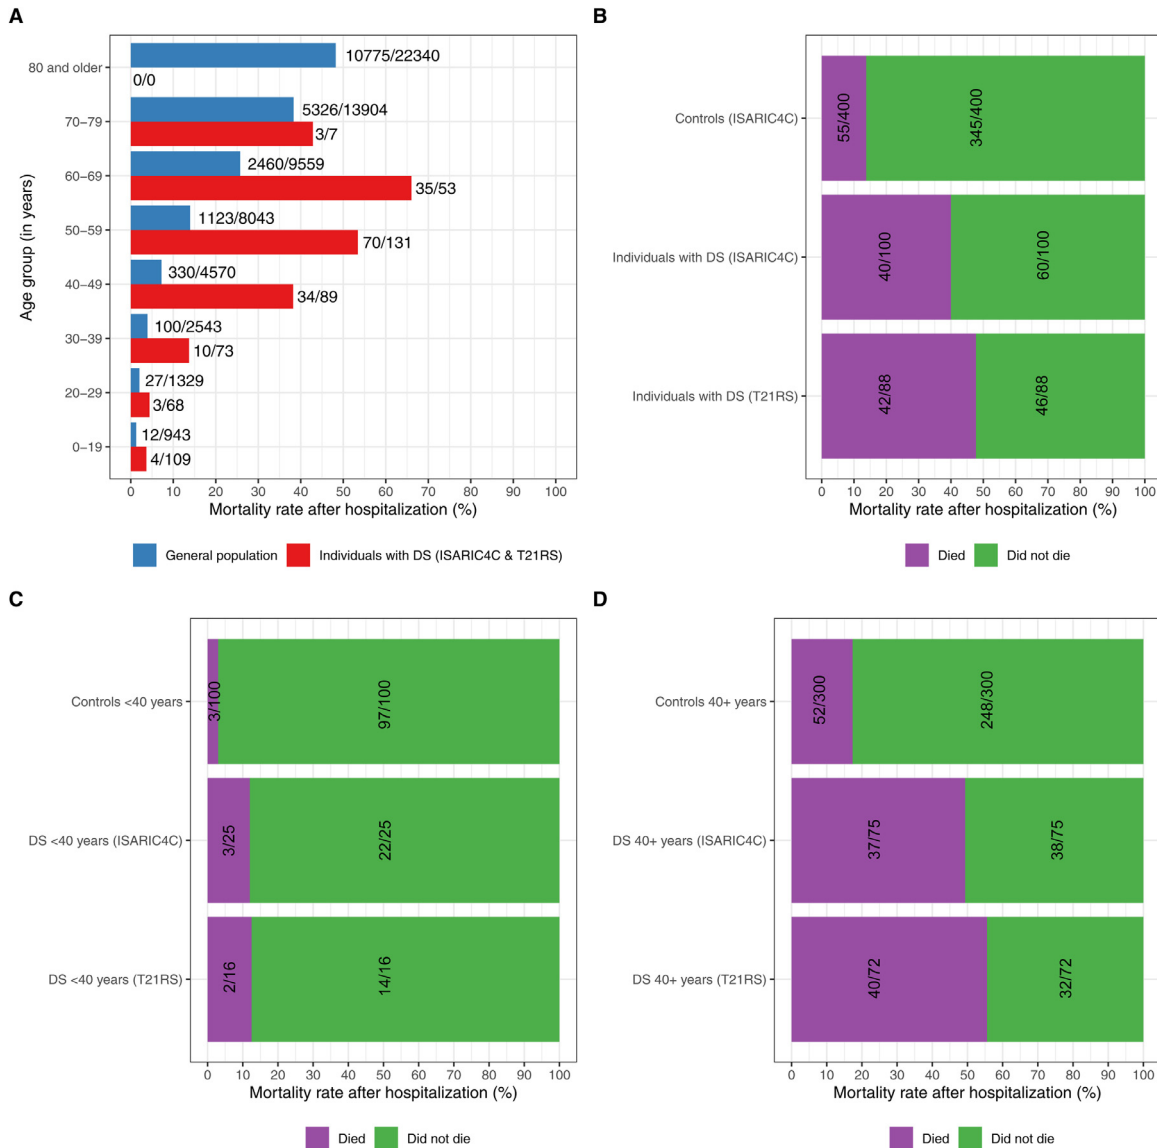 A
Age group (in years)
80 and older
10775/22340
0/0
70–79
5326/13904
3/7
60–69
2460/9559
35/53
50–59
1123/8043
70/131
40–49
330/4570
34/89
30–39
100/2543
10/73
20–29
27/1329
3/68
0–19
12/943
4/109
0 10 20 30 40 50 60 70 80 90 100
Mortality rate after hospitalization (%)
General population Individuals with DS (ISARIC4C & T21RS)
B
Controls (ISARIC4C) 55/400 345/400
Individuals with DS (ISARIC4C) 40/100 60/100
Individuals with DS (T21RS) 42/88 46/88
0 10 20 30 40 50 60 70 80 90 100
Mortality rate after hospitalization (%)
Died Did not die
C
Controls <40 years 3/100 97/100
DS <40 years (ISARIC4C) 3/25 22/25
DS <40 years (T21RS) 2/16 14/16
0 10 20 30 40 50 60 70 80 90 100
Mortality rate after hospitalization (%)
Died Did not die
D
Controls 40+ years 52/300 248/300
DS 40+ years (ISARIC4C) 37/75 38/75
DS 40+ years (T21RS) 40/72 32/72
0 10 20 30 40 50 60 70 80 90 100
Mortality rate after hospitalization (%)
Died Did not die